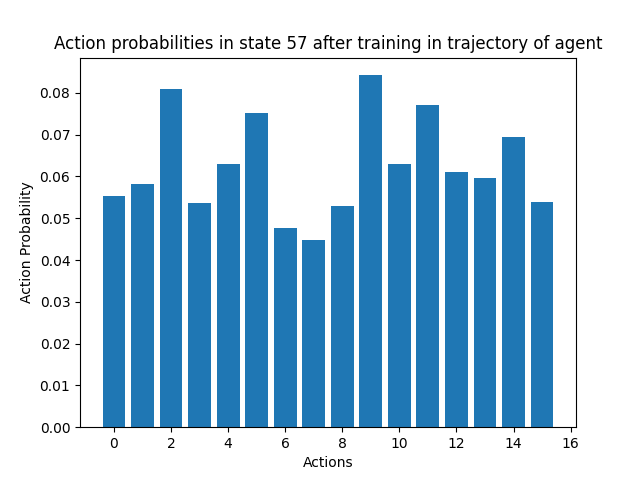 Action probabilities in state 57 after training in trajectory of agent
0.08
0.07
0.06
0.05
0.04
0.03
0.02
0.01
0.00
Action Probability
0 2 4 6 8 10 12 14 16
Actions